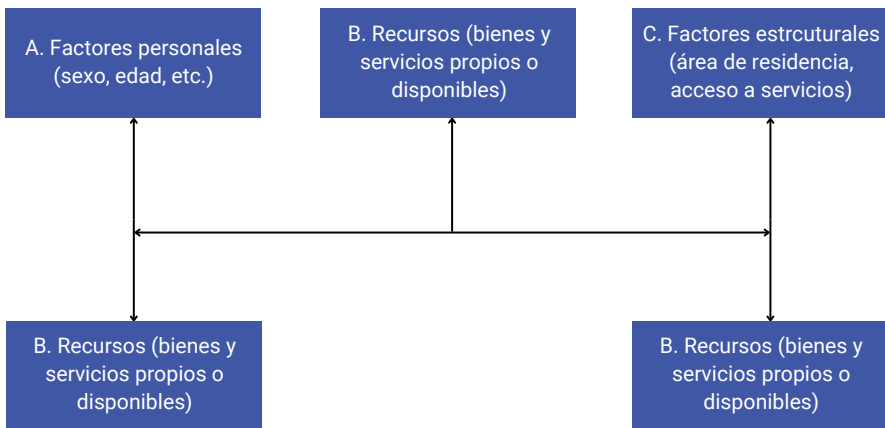 A. Factores personales
(sexo, edad, etc.)
B. Recursos (bienes y
servicios propios o
disponibles)
C. Factores estrcuturales
(área de residencia,
acceso a servicios)
B. Recursos (bienes y
servicios propios o
disponibles)
B. Recursos (bienes y
servicios propios o
disponibles)